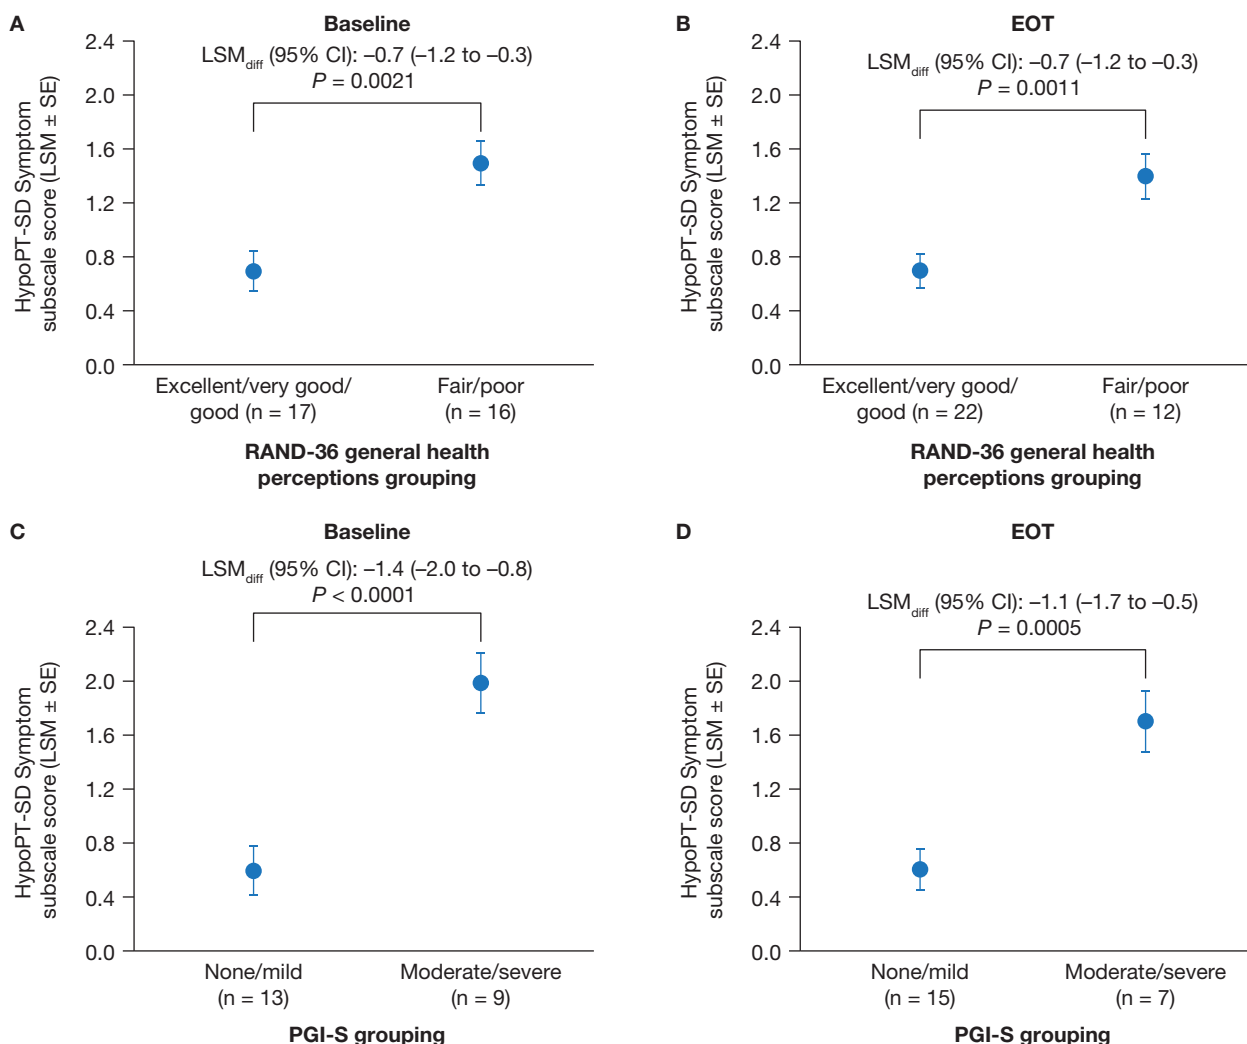 A
Baseline
LSMdiff (95% CI): –0.7 (–1.2 to –0.3)
P = 0.0021
HypoPT-SD Symptom
subscale score (LSM ± SE)
2.4
2.0
1.6
1.2
0.8
0.4
0.0
Excellent/very good/
good (n = 17)
Fair/poor
(n = 16)
RAND-36 general health
perceptions grouping
B
EOT
LSMdiff (95% CI): –0.7 (–1.2 to –0.3)
P = 0.0011
HypoPT-SD Symptom
subscale score (LSM ± SE)
2.4
2.0
1.6
1.2
0.8
0.4
0.0
Excellent/very good/
good (n = 22)
Fair/poor
(n = 12)
RAND-36 general health
perceptions grouping
C
Baseline
LSMdiff (95% CI): –1.4 (–2.0 to –0.8)
P < 0.0001
HypoPT-SD Symptom
subscale score (LSM ± SE)
2.4
2.0
1.6
1.2
0.8
0.4
0.0
None/mild
(n = 13)
Moderate/severe
(n = 9)
PGI-S grouping
D
EOT
LSMdiff (95% CI): –1.1 (–1.7 to –0.5)
P = 0.0005
HypoPT-SD Symptom
subscale score (LSM ± SE)
2.4
2.0
1.6
1.2
0.8
0.4
0.0
None/mild
(n = 15)
Moderate/severe
(n = 7)
PGI-S grouping